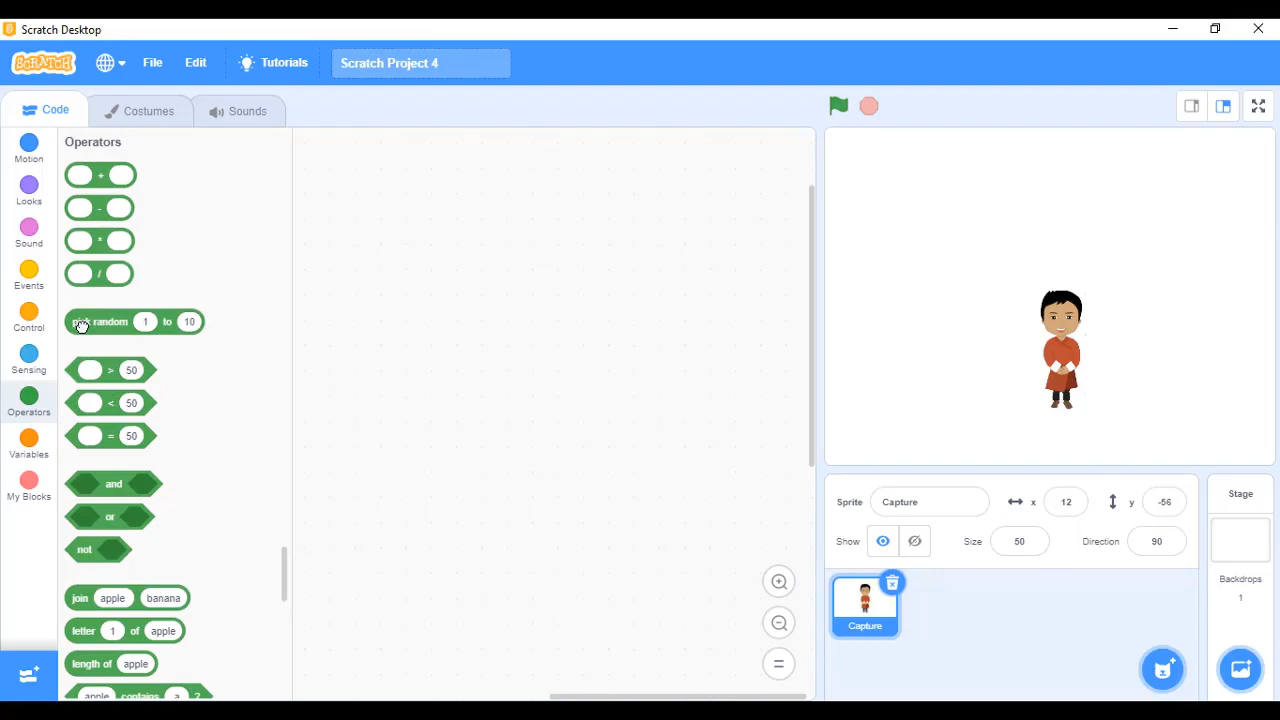 Scratch Desktop
SCRATCH
File
Edit
Tutorials
Scratch Project 4
Code
Costumes
Sounds
Motion
Looks
Sound
Events
Control
Sensing
Operators
Variables
My Blocks
Operators
+
-
*
/
pick random 1 to 10
> 50
< 50
= 50
and
or
not
join apple banana
letter 1 of apple
length of apple
apple contains a ?
Sprite Capture x 12 y -56
Show Size 50 Direction 90
Capture
Stage
Backdrops
1